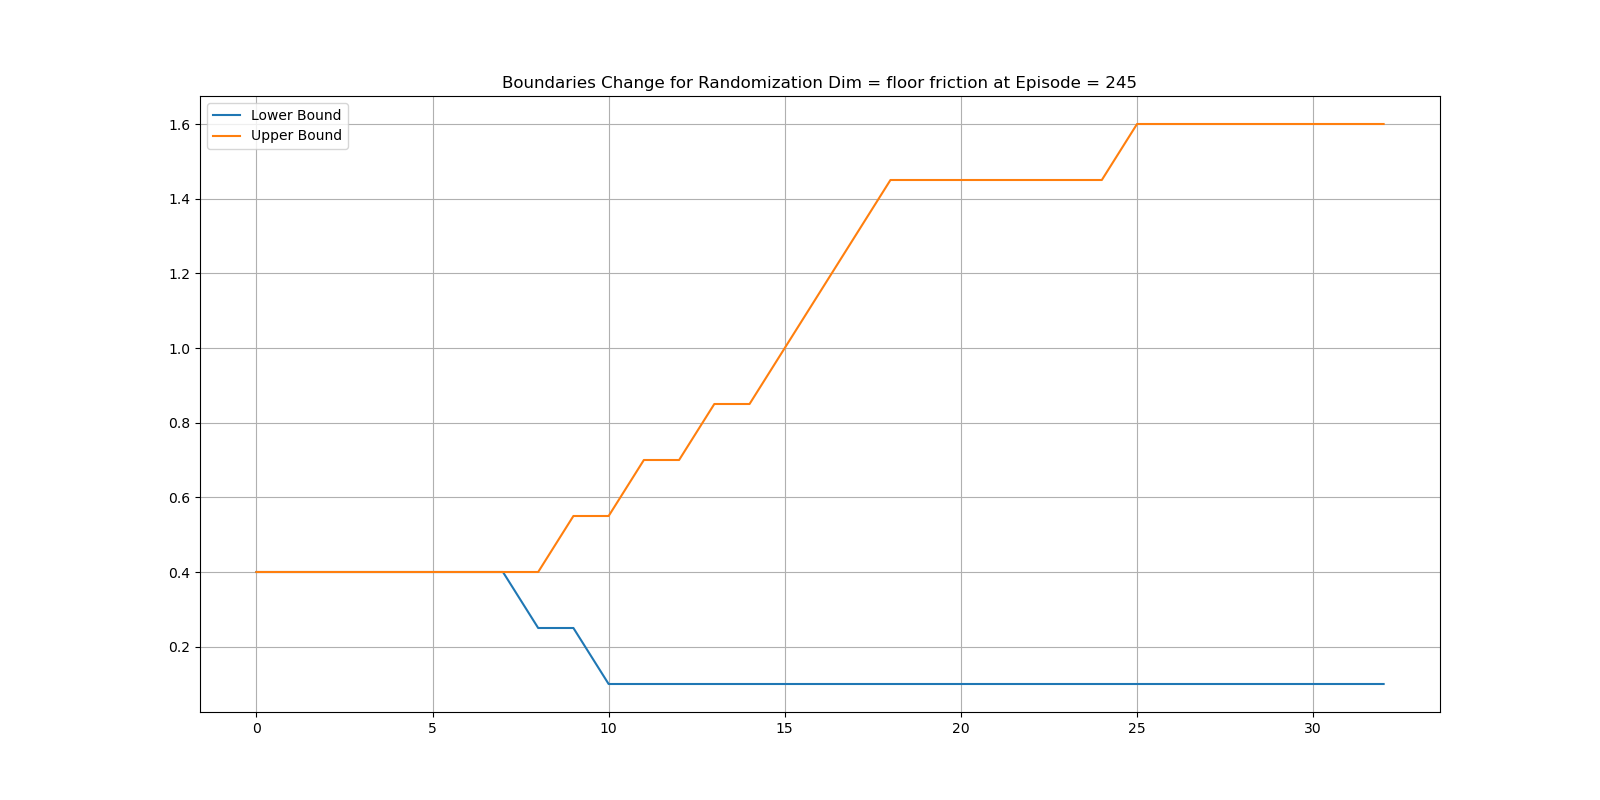 Boundaries Change for Randomization Dim = floor friction at Episode = 245
Lower Bound
Upper Bound
1.6
1.4
1.2
1.0
0.8
0.6
0.4
0.2
0 5 10 15 20 25 30